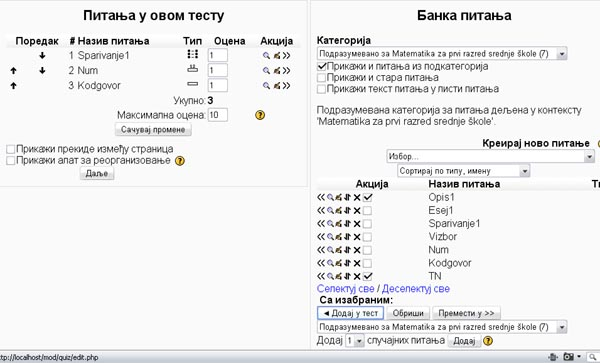 Питања у овом тесту
Поредак # Назив питања Тип Оцена Акција
1 Sparivanje1 1
2 Num 1
3 Kodgovor 1
Укупно: 3
Максимална оцена: 10
Сачувај промене
Прикажи прекиде између страница
Прикажи алат за реорганизовање
Даље
Банка питања
Категорија
Подразумевано за Matematika za prvi razred srednje škole (7)
Прикажи и питања из подкатегорија
Прикажи и стара питања
Прикажи текст питања у листи питања
Подразумевана категорија за питања дељена у контексту
'Matematika za prvi razred srednje škole'.
Креирај ново питање
Избор...
Сортирај по типу, имену
Акција Назив питања
Opis1
Esej1
Sparivanje1
Vizbor
Num
Kodgovor
TN
Селектуј све / Деселектуј све
Са изабраним:
◄ Додај у тест Обриши Премести у >>
Подразумевано за Matematika za prvi razred srednje škole (7)
Додај 1 случајних питања Додај
tp://localhost/mod/quiz/edit.php